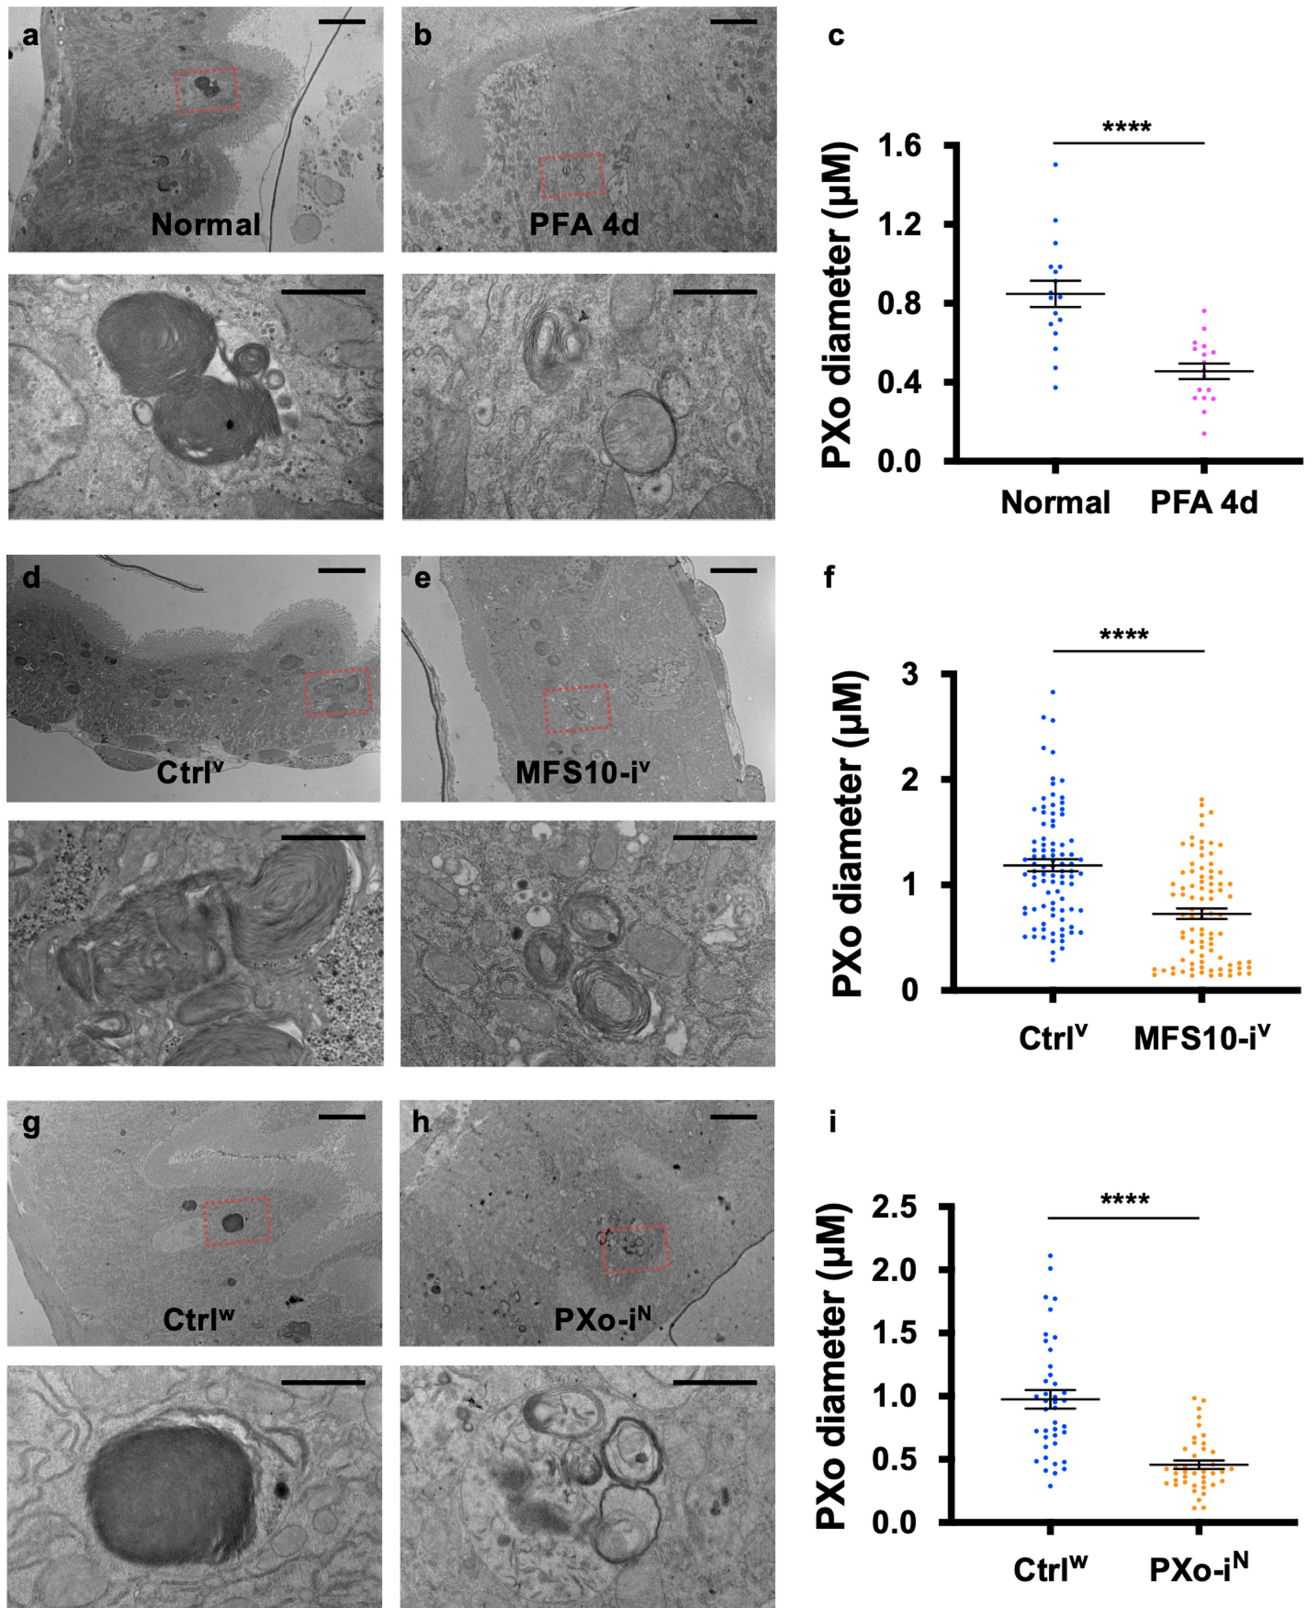 a
Normal
b
PFA 4d
c
****
PXo diameter (µM)
1.6
1.2
0.8
0.4
0.0
Normal PFA 4d
d
Ctrlᵛ
e
MFS10-iᵛ
f
****
PXo diameter (µM)
3
2
1
0
Ctrlᵛ MFS10-iᵛ
g
Ctrlᵂ
h
PXo-iᴺ
i
****
PXo diameter (µM)
2.5
2.0
1.5
1.0
0.5
0.0
Ctrlᵂ PXo-iᴺ